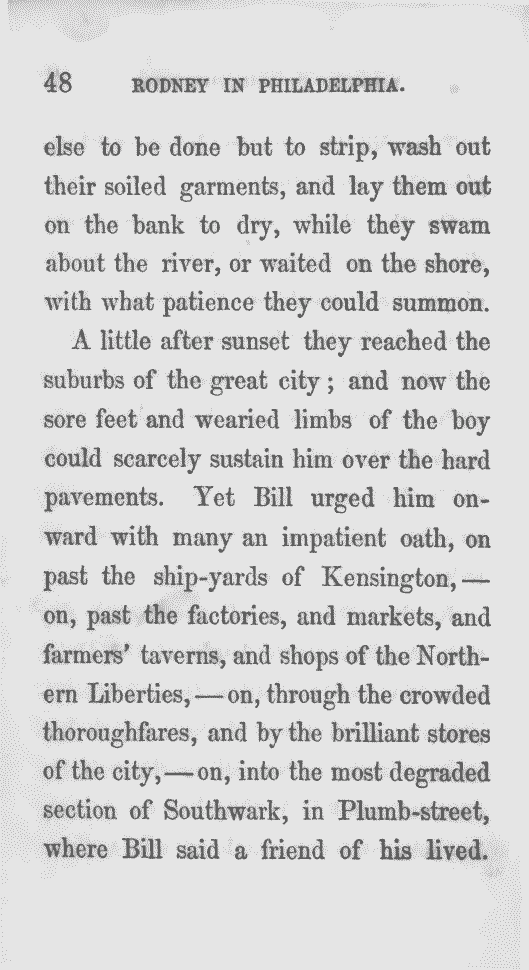 48 RODNEY IN PHILADELPHIA.
else to be done but to strip, wash out
their soiled garments, and lay them out
on the bank to dry, while they swam
about the river, or waited on the shore,
with what patience they could summon.
A little after sunset they reached the
suburbs of the great city; and now the
sore feet and wearied limbs of the boy
could scarcely sustain him over the hard
pavements. Yet Bill urged him on-
ward with many an impatient oath, on
past the ship-yards of Kensington,—
on, past the factories, and markets, and
farmers' taverns, and shops of the North-
ern Liberties,—on, through the crowded
thoroughfares, and by the brilliant stores
of the city,—on, into the most degraded
section of Southwark, in Plumb-street,
where Bill said a friend of his lived.